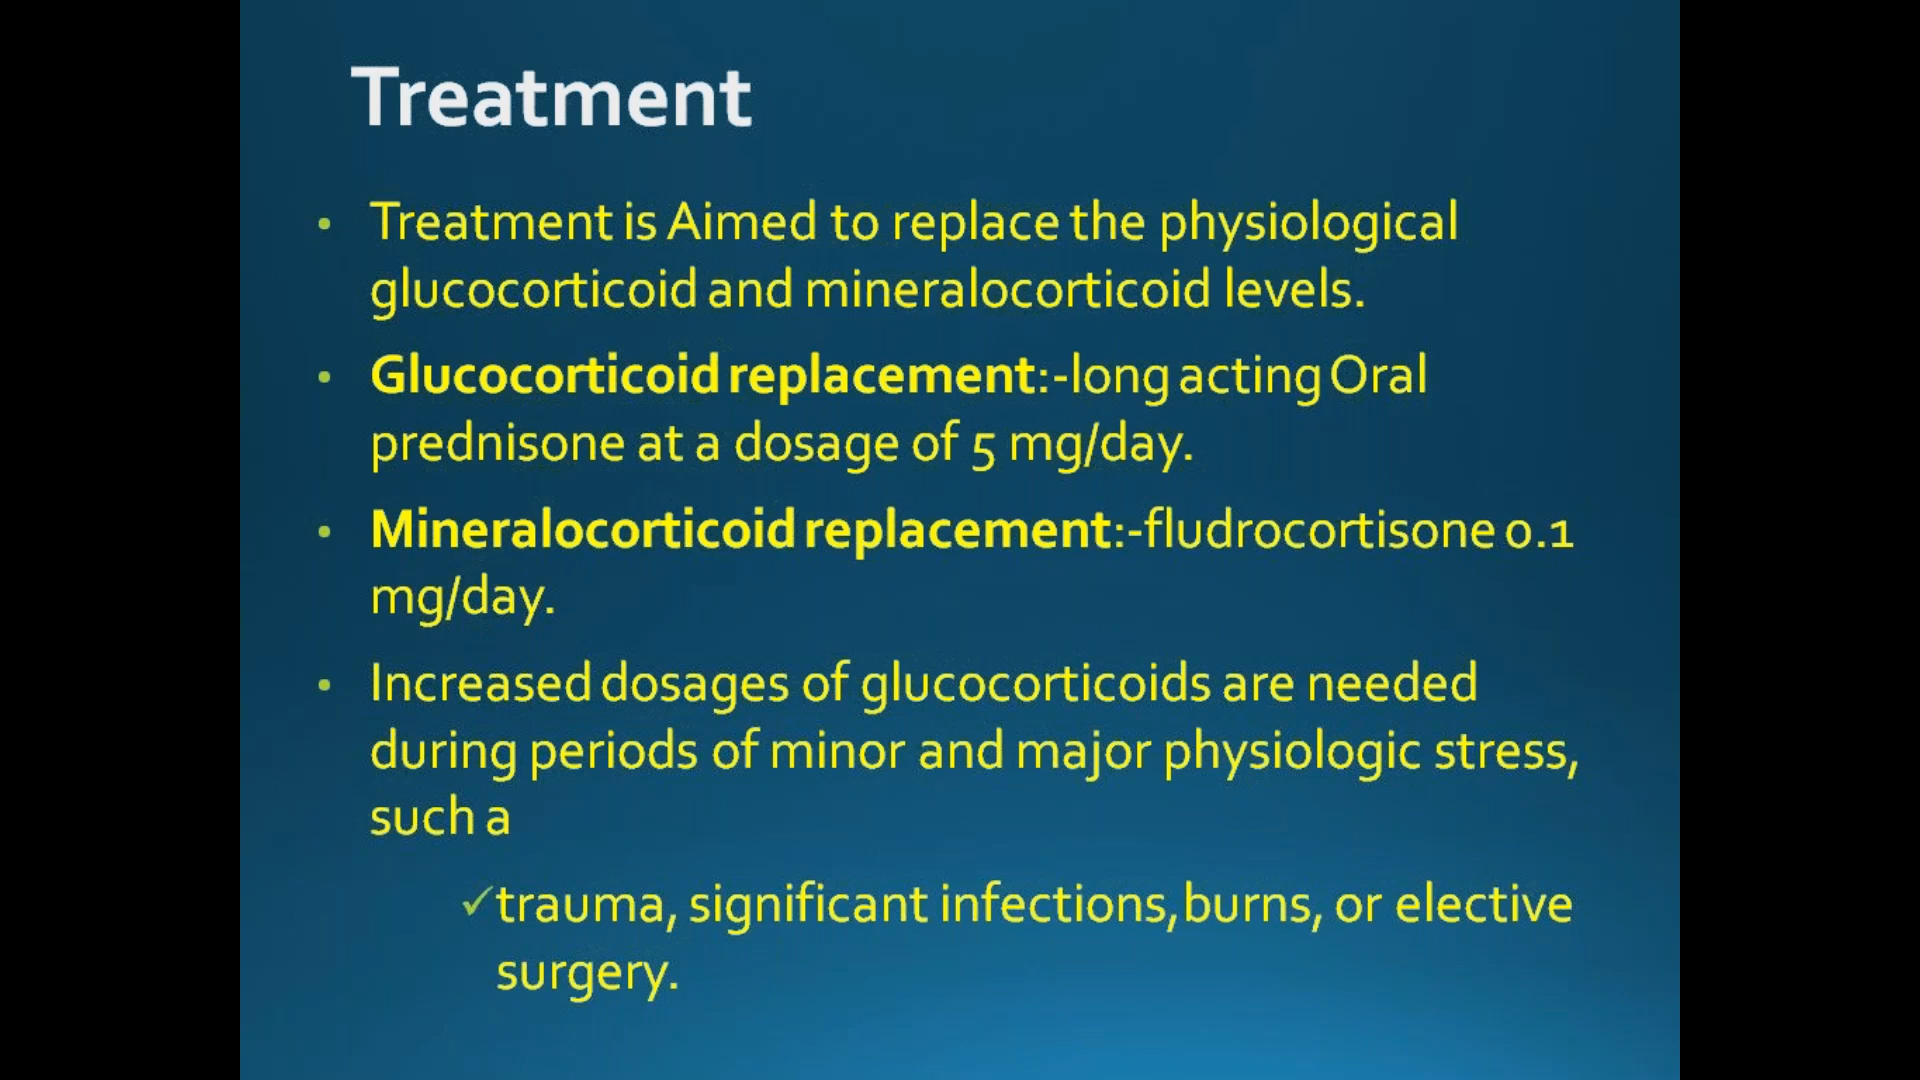 Treatment
• Treatment is Aimed to replace the physiological
glucocorticoid and mineralocorticoid levels.
• Glucocorticoid replacement:-long acting Oral
prednisone at a dosage of 5 mg/day.
• Mineralocorticoid replacement:-fludrocortisone 0.1
mg/day.
• Increased dosages of glucocorticoids are needed
during periods of minor and major physiologic stress,
such a
✓trauma, significant infections,burns, or elective
surgery.